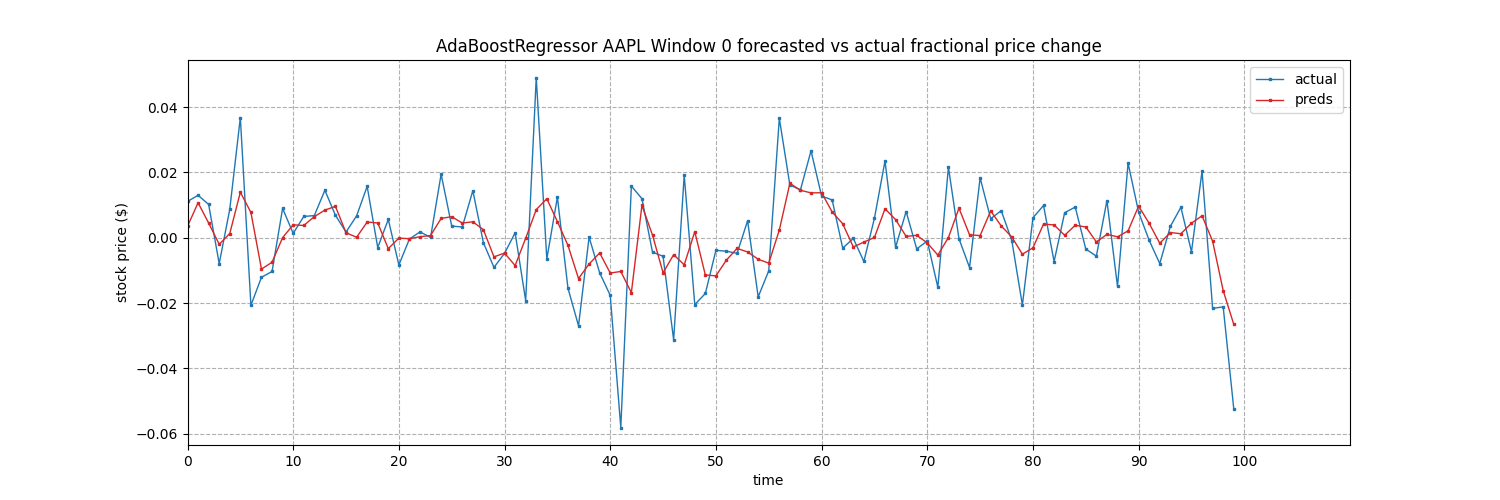 AdaBoostRegressor AAPL Window 0 forecasted vs actual fractional price change
actual
preds
stock price ($)
0.04
0.02
0.00
−0.02
−0.04
−0.06
0 10 20 30 40 50 60 70 80 90 100
time